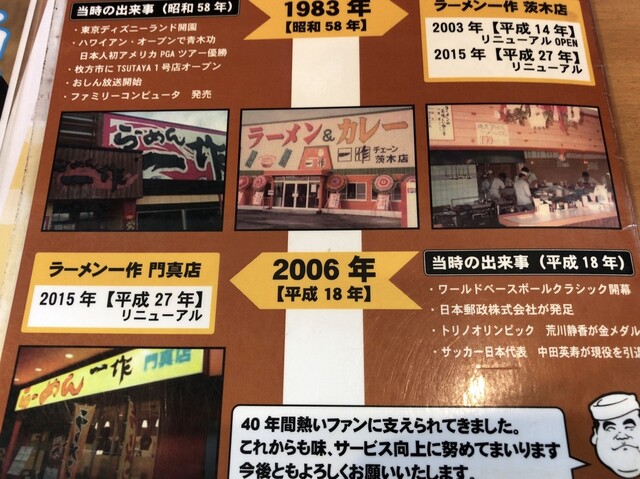 当時の出来事(昭和58年)
・東京ディズニーランド開園
・ハワイアン・オープンで青木功
日本人初アメリカPGAツアー優勝
・枚方市にTSUTAYA1号店オープン
・おしん放送開始
・ファミリーコンピュータ 発売
1983年
【昭和58年】
ラーメン一作 茨木店
2003年【平成14年】
リニューアルOPEN
2015年【平成27年】
リニューアル
らーめん一作
ラーメン&カレー
一作 チェーン
茨木店
ラーメン一作 門真店
2015年【平成27年】
リニューアル
2006年
【平成18年】
当時の出来事(平成18年)
・ワールドベースボールクラシック開幕
・日本郵政株式会社が発足
・トリノオリンピック 荒川静香が金メダル
・サッカー日本代表 中田英寿が現役を引退
らーめん一作 門真店
40年間熱いファンに支えられてきました。
これからも味、サービス向上に努めてまいります
今後ともよろしくお願いいたします。